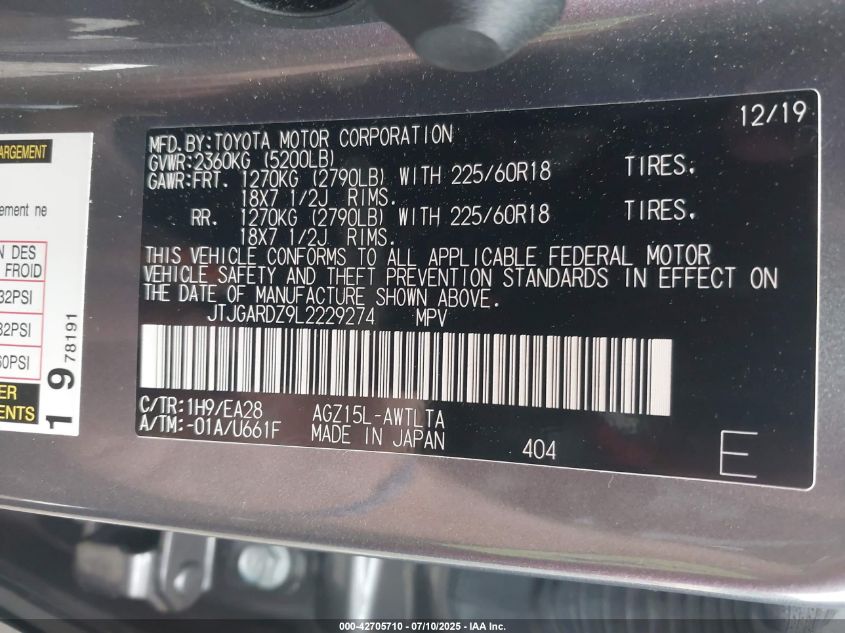 12/19
MFD. BY:TOYOTA MOTOR CORPORATION
GVWR:2360KG (5200LB)
GAWR:FRT. 1270KG (2790LB) WITH 225/60R18 TIRES.
18X7 1/2J RIMS.
RR. 1270KG (2790LB) WITH 225/60R18 TIRES.
18X7 1/2J RIMS.
THIS VEHICLE CONFORMS TO ALL APPLICABLE FEDERAL MOTOR
VEHICLE SAFETY AND THEFT PREVENTION STANDARDS IN EFFECT ON
THE DATE OF MANUFACTURE SHOWN ABOVE.
JTJGARDZ9L2229274 MPV
C/TR:1H9/EA28 AGZ15L-AWTLTA
A/TM:-01A/U661F MADE IN JAPAN 404 E
ARGEMENT
ement ne
N DES
FROID
32PSI
32PSI
60PSI
ER
ENTS
19 78191
000-42705710 - 07/10/2025 - IAA Inc.